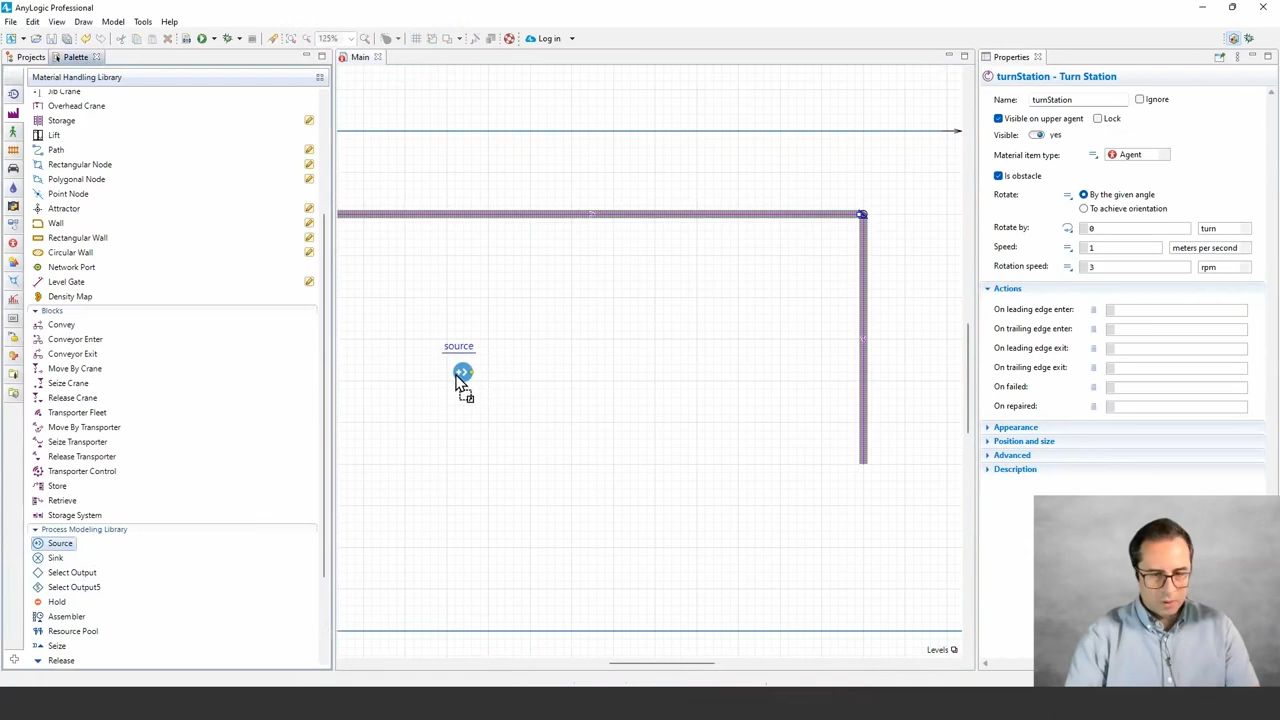 AnyLogic Professional
File Edit View Draw Model Tools Help
125% Log in
Projects Palette Main Properties
Material Handling Library
Jib Crane
Overhead Crane
Storage
Lift
Path
Rectangular Node
Polygonal Node
Point Node
Attractor
Wall
Rectangular Wall
Circular Wall
Network Port
Level Gate
Density Map
Blocks
Convey
Conveyor Enter
Conveyor Exit
Move By Crane
Seize Crane
Release Crane
Transporter Fleet
Move By Transporter
Seize Transporter
Release Transporter
Transporter Control
Store
Retrieve
Storage System
Process Modeling Library
Source
Sink
Select Output
Select Output5
Hold
Assembler
Resource Pool
Seize
Release
source
Levels
turnStation - Turn Station
Name: turnStation Ignore
Visible on upper agent Lock
Visible: yes
Material item type: Agent
Is obstacle
Rotate: By the given angle
To achieve orientation
Rotate by: 0 turn
Speed: 1 meters per second
Rotation speed: 3 rpm
Actions
On leading edge enter:
On trailing edge enter:
On leading edge exit:
On trailing edge exit:
On failed:
On repaired:
Appearance
Position and size
Advanced
Description